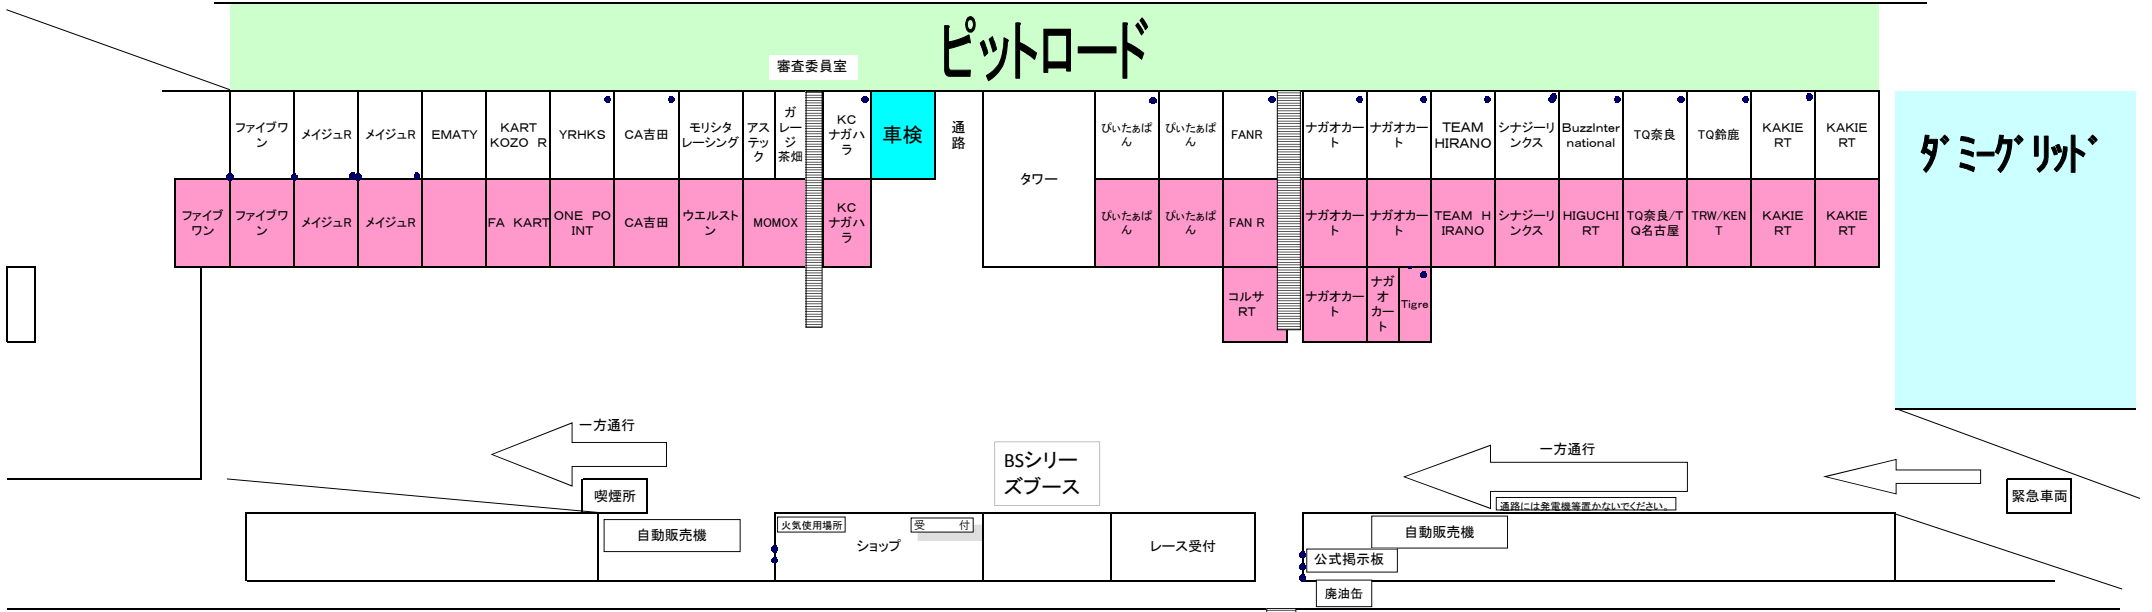 ピットロード
審査委員室
ファイブワ
ン
メイジュR
メイジュR
EMATY
KART
KOZO R
YRHKS
CA吉田
モリシタ
レーシング
アス
テッ
ク
ガ
レー
ジ
茶畑
KC
ナガハ
ラ
車検
通
路
タワー
ぴぃたぁぱ
ん
ぴぃたぁぱ
ん
FANR
ナガオカー
ト
ナガオカー
ト
TEAM
HIRANO
シナジーリ
ンクス
BuzzInter
national
TQ奈良
TQ鈴鹿
KAKIE
RT
KAKIE
RT
ダミーグリッド
ファイブ
ワン
ファイブワ
ン
メイジュR
メイジュR
FA KART
ONE PO
INT
CA吉田
ウエルスト
ン
MOMOX
KC
ナガハ
ラ
ぴぃたぁぱ
ん
ぴぃたぁぱ
ん
FAN R
ナガオカー
ト
ナガオカー
ト
TEAM H
IRANO
シナジーリ
ンクス
HIGUCHI
RT
TQ奈良/T
Q名古屋
TRW/KEN
T
KAKIE
RT
KAKIE
RT
コルサ
RT
ナガオカー
ト
ナガ
オ
カー
ト
Tigre
一方通行
BSシリー
ズブース
一方通行
通路には発電機等置かないでください。
緊急車両
喫煙所
自動販売機
火気使用場所
受 付
ショップ
レース受付
自動販売機
公式掲示板
廃油缶